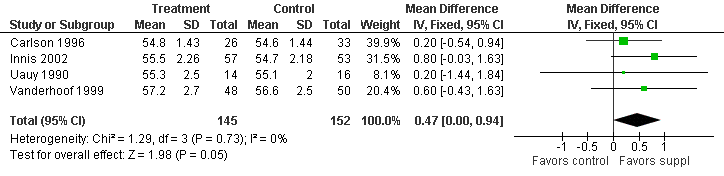 Treatment Control Mean Difference Mean Difference
Study or Subgroup Mean SD Total Mean SD Total Weight IV, Fixed, 95% CI IV, Fixed, 95% CI
Carlson 1996 54.8 1.43 26 54.6 1.44 33 39.9% 0.20 [-0.54, 0.94]
Innis 2002 55.5 2.26 57 54.7 2.18 53 31.5% 0.80 [-0.03, 1.63]
Uauy 1990 55.3 2.5 14 55.1 2 16 8.2% 0.20 [-1.44, 1.84]
Vanderhoof 1999 57.2 2.7 48 56.6 2.5 50 20.4% 0.60 [-0.43, 1.63]
Total (95% CI) 145 152 100.0% 0.47 [0.00, 0.94]
Heterogeneity: Chi² = 1.29, df = 3 (P = 0.73); I² = 0%
Test for overall effect: Z = 1.98 (P = 0.05)
-1 -0.5 0 0.5 1
Favors control Favors suppl